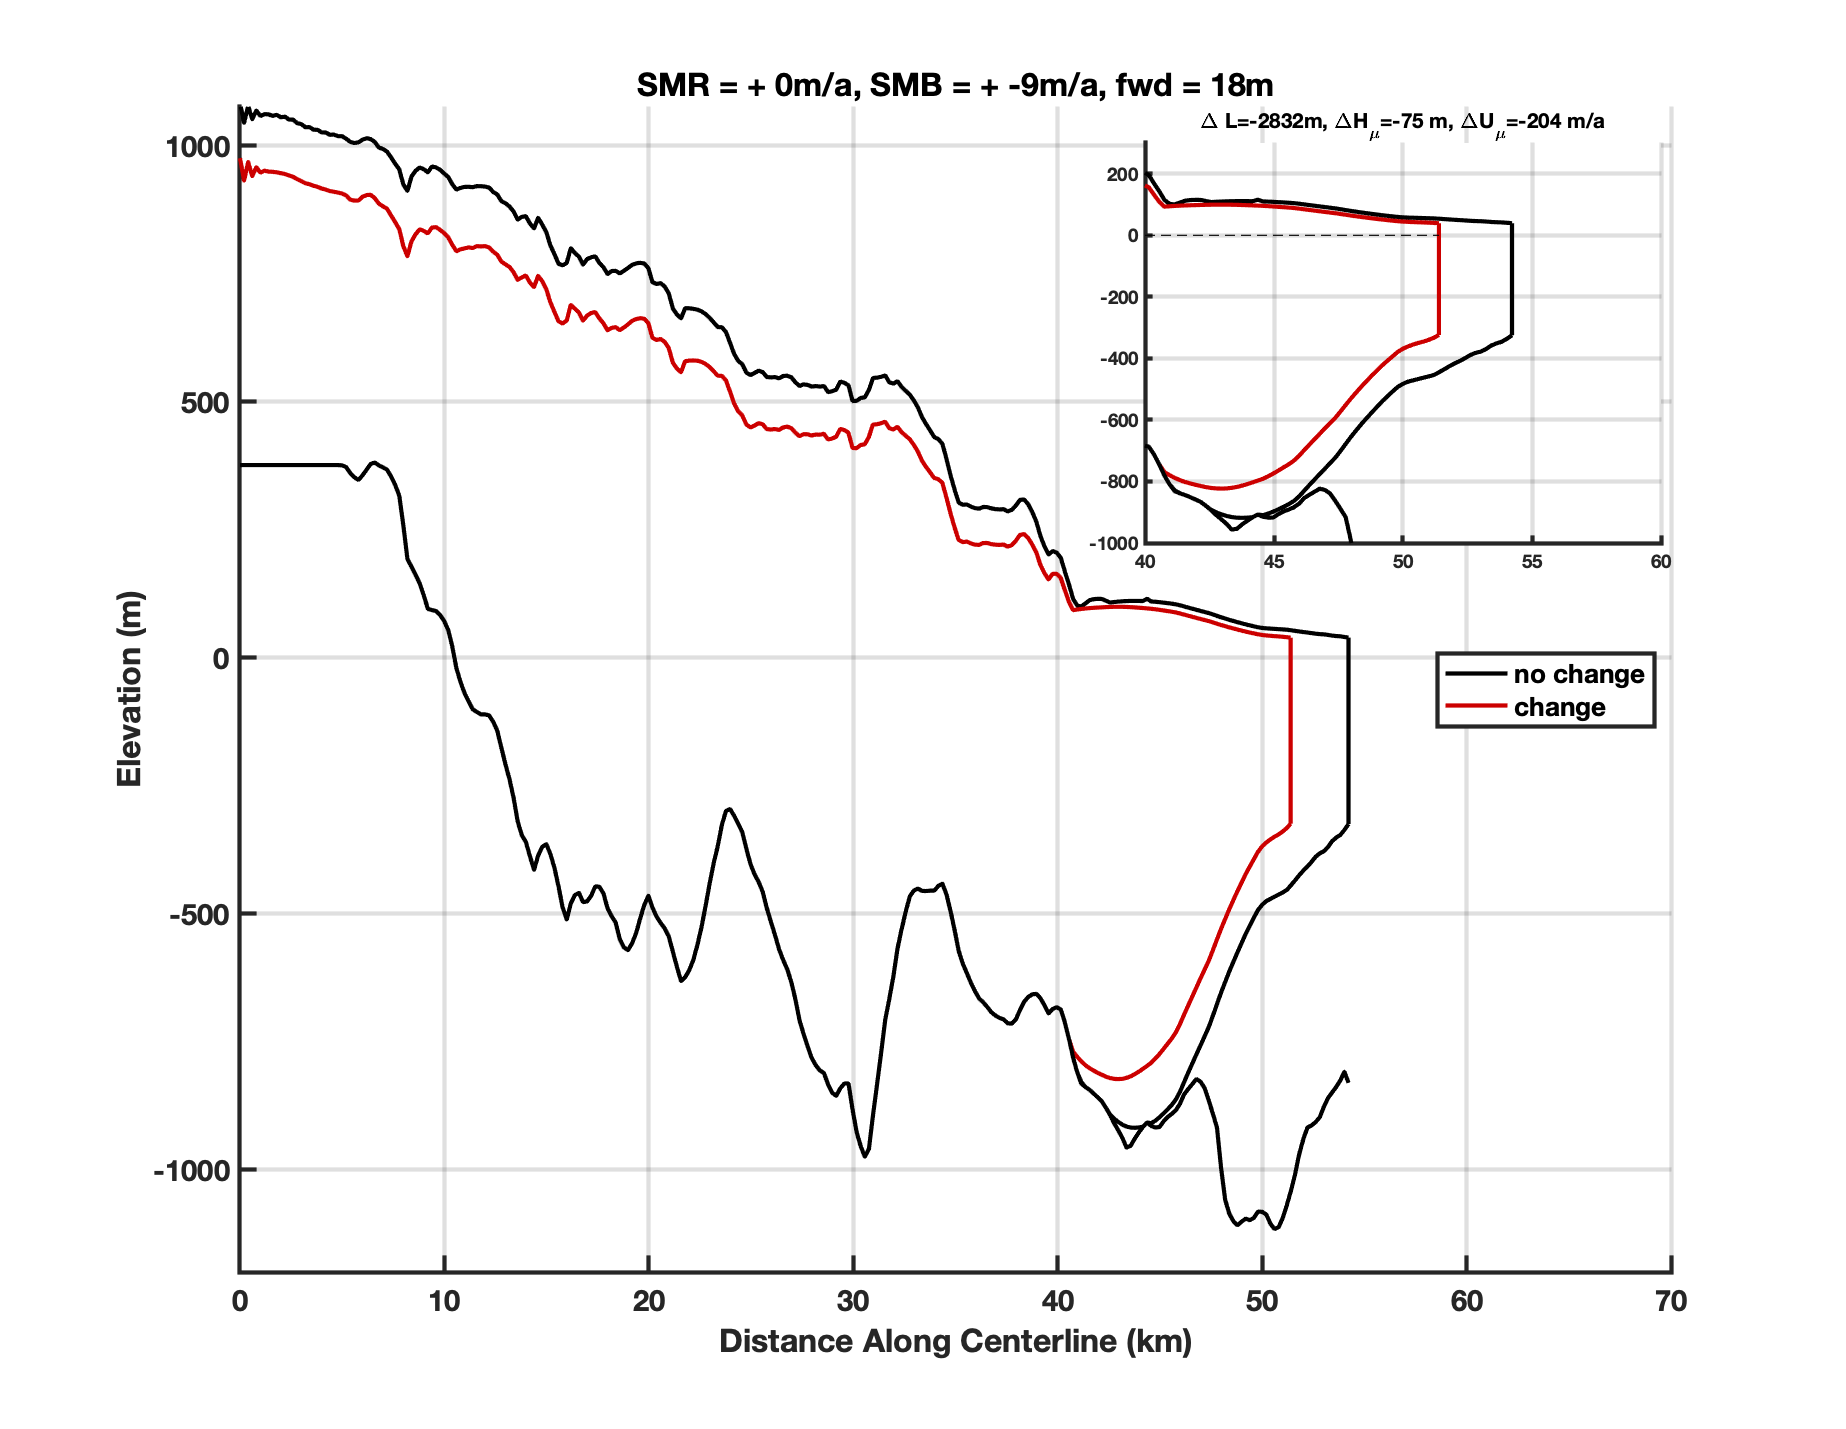 SMR = + 0m/a, SMB = + -9m/a, fwd = 18m
Δ L=-2832m, ΔH_μ=-75 m, ΔU_μ=-204 m/a
200
0
-200
-400
-600
-800
-1000
40 45 50 55 60
1000
500
0
-500
-1000
Elevation (m)
no change
change
0 10 20 30 40 50 60 70
Distance Along Centerline (km)